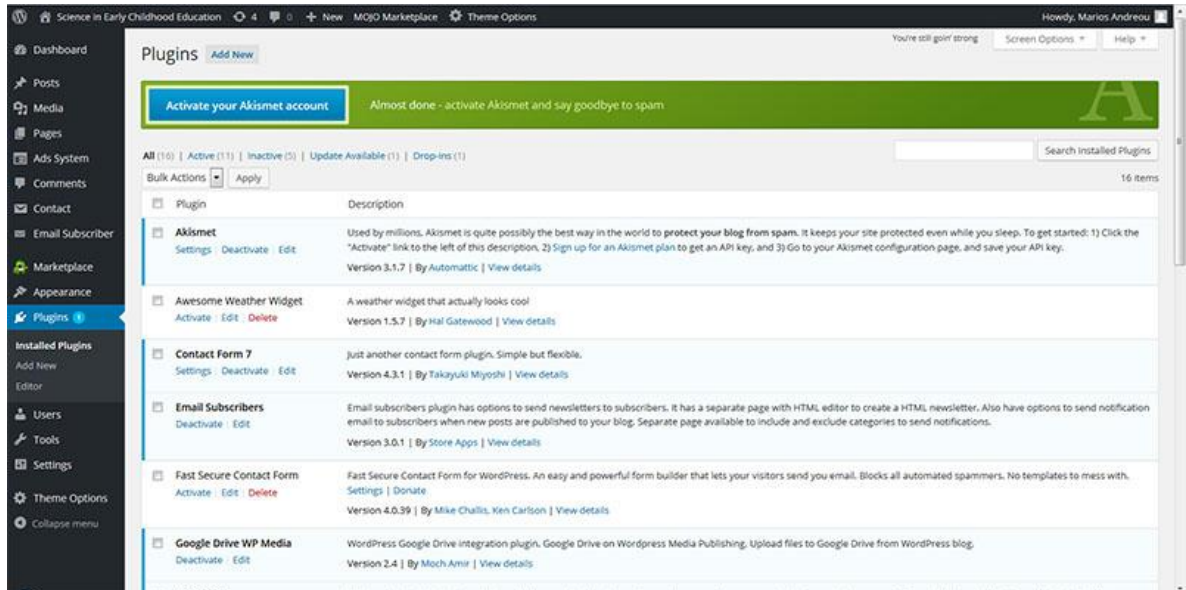 Science in Early Childhood Education 4 0 + New MOJO Marketplace Theme Options Howdy, Marios Andreou
Dashboard
Posts
Media
Pages
Ads System
Comments
Contact
Email Subscriber
Marketplace
Appearance
Plugins 1
Installed Plugins
Add New
Editor
Users
Tools
Settings
Theme Options
Collapse menu
You're still goin' strong Screen Options Help
Plugins Add New
Activate your Akismet account Almost done - activate Akismet and say goodbye to spam A
All (16) | Active (11) | Inactive (5) | Update Available (1) | Drop-ins (1) Search Installed Plugins
Bulk Actions Apply 16 items
Plugin Description
Akismet
Settings | Deactivate | Edit
Used by millions, Akismet is quite possibly the best way in the world to protect your blog from spam. It keeps your site protected even while you sleep. To get started: 1) Click the
"Activate" link to the left of this description, 2) Sign up for an Akismet plan to get an API key, and 3) Go to your Akismet configuration page, and save your API key.
Version 3.1.7 | By Automattic | View details
Awesome Weather Widget
Activate | Edit | Delete
A weather widget that actually looks cool
Version 1.5.7 | By Hal Gatewood | View details
Contact Form 7
Settings | Deactivate | Edit
Just another contact form plugin. Simple but flexible.
Version 4.3.1 | By Takayuki Miyoshi | View details
Email Subscribers
Deactivate | Edit
Email subscribers plugin has options to send newsletters to subscribers. It has a separate page with HTML editor to create a HTML newsletter. Also have options to send notification
email to subscribers when new posts are published to your blog. Separate page available to include and exclude categories to send notifications.
Version 3.0.1 | By Store Apps | View details
Fast Secure Contact Form
Activate | Edit | Delete
Fast Secure Contact Form for WordPress. An easy and powerful form builder that lets your visitors send you email. Blocks all automated spammers. No templates to mess with.
Settings | Donate
Version 4.0.39 | By Mike Challis, Ken Carlson | View details
Google Drive WP Media
Deactivate | Edit
WordPress Google Drive integration plugin. Google Drive on Wordpress Media Publishing. Upload files to Google Drive from WordPress blog.
Version 2.4 | By Moch Amir | View details